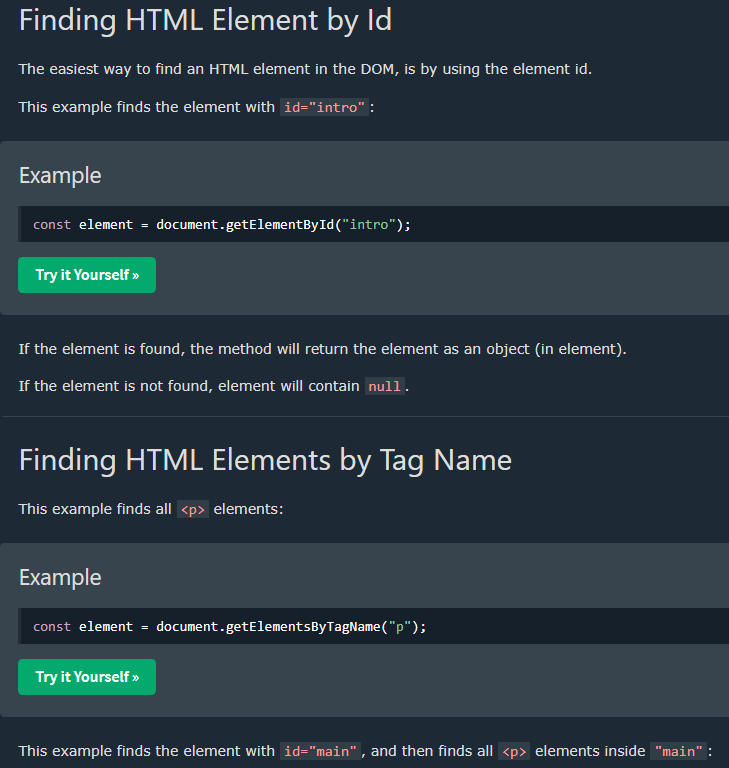 Finding HTML Element by Id
The easiest way to find an HTML element in the DOM, is by using the element id.
This example finds the element with id="intro":
Example
const element = document.getElementById("intro");
Try it Yourself »
If the element is found, the method will return the element as an object (in element).
If the element is not found, element will contain null.
Finding HTML Elements by Tag Name
This example finds all <p> elements:
Example
const element = document.getElementsByTagName("p");
Try it Yourself »
This example finds the element with id="main", and then finds all <p> elements inside "main":